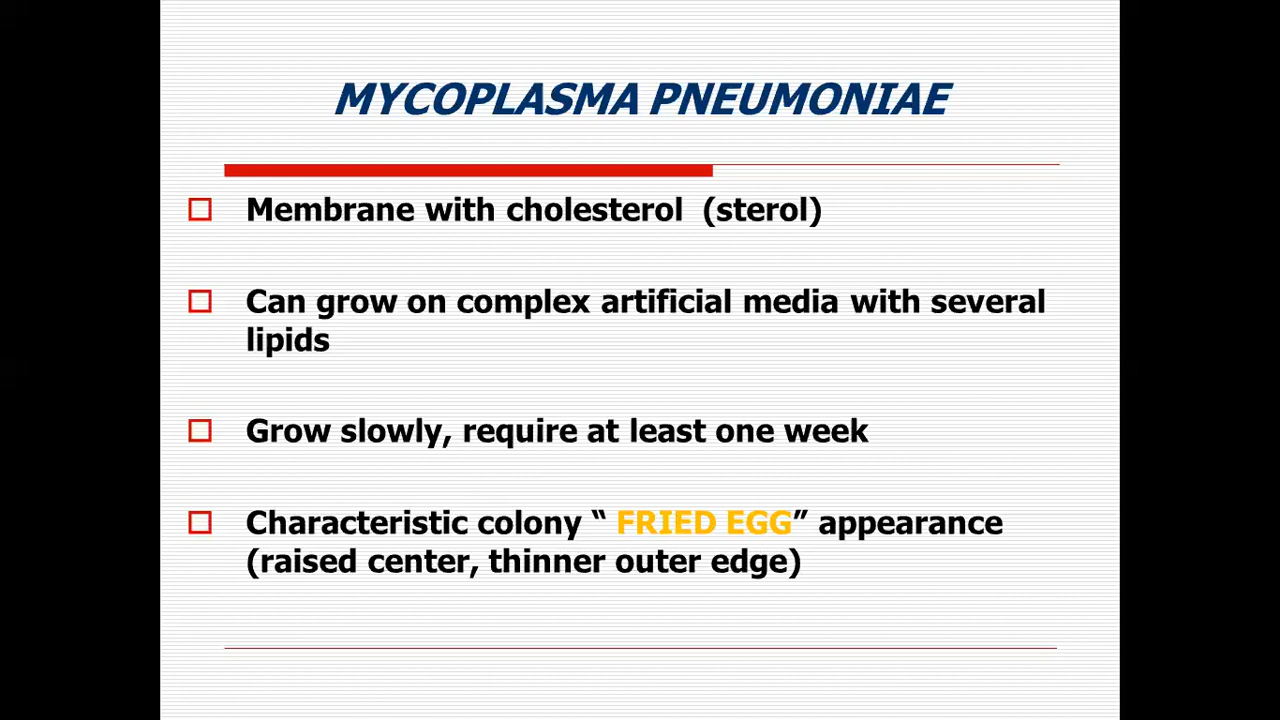 MYCOPLASMA PNEUMONIAE
Membrane with cholesterol  (sterol)
Can grow on complex artificial media with several
lipids
Grow slowly, require at least one week
Characteristic colony “ FRIED EGG” appearance
(raised center, thinner outer edge)